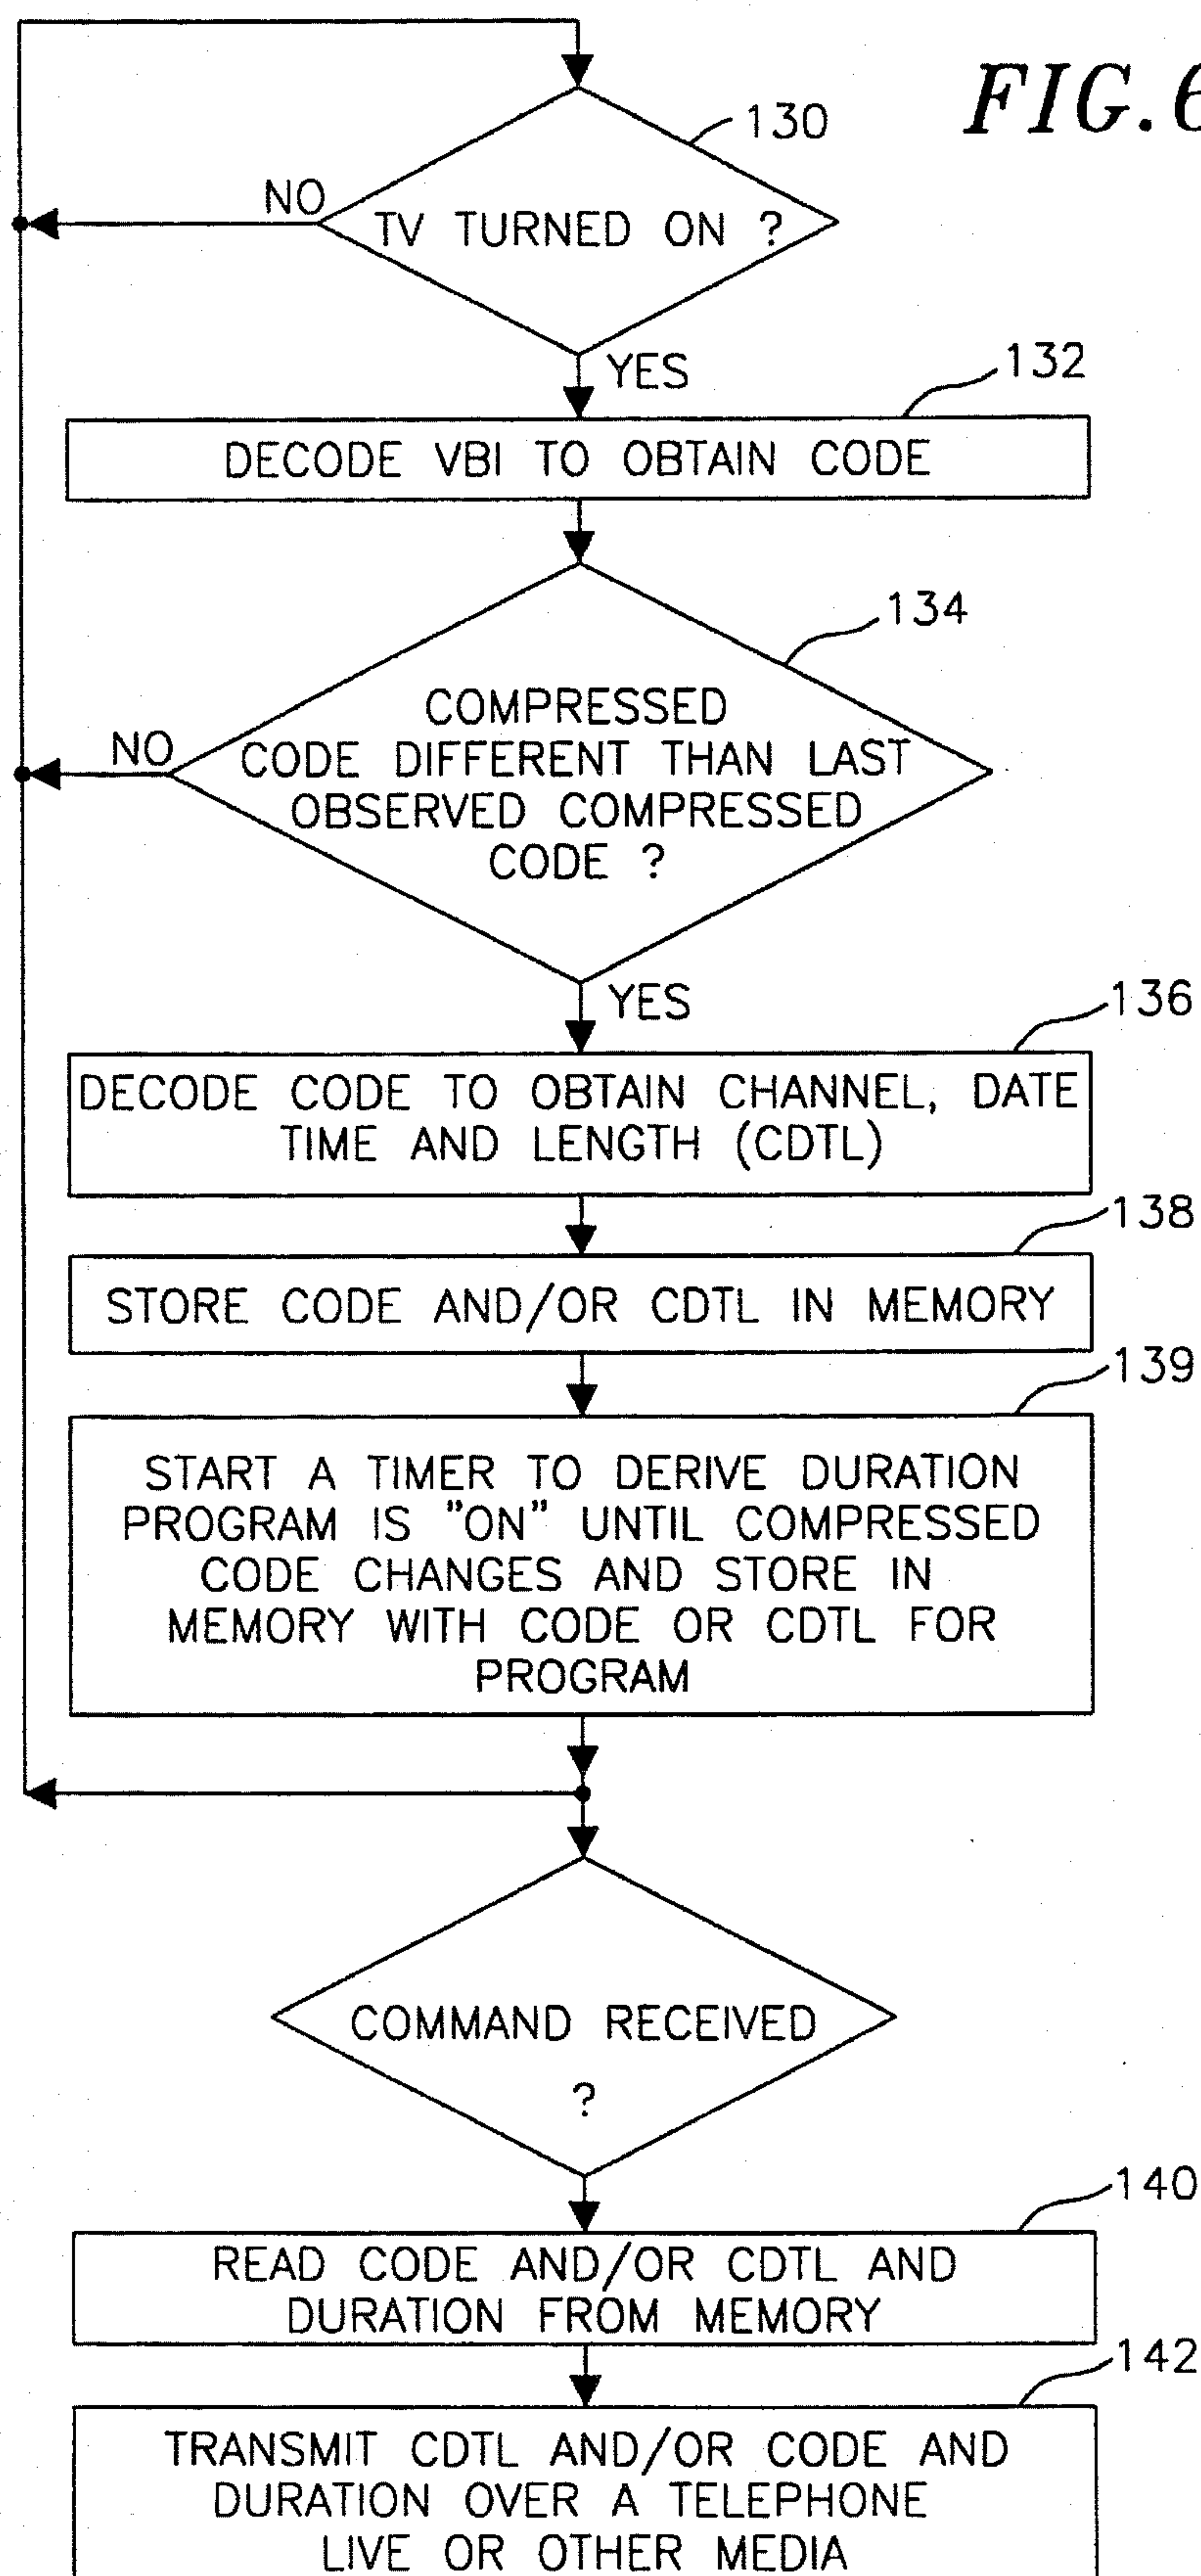 FIG. 6
130
NO
TV TURNED ON ?
YES
132
DECODE VBI TO OBTAIN CODE
134
NO
COMPRESSED
CODE DIFFERENT THAN LAST
OBSERVED COMPRESSED
CODE ?
YES
136
DECODE CODE TO OBTAIN CHANNEL, DATE
TIME AND LENGTH (CDTL)
138
STORE CODE AND/OR CDTL IN MEMORY
139
START A TIMER TO DERIVE DURATION
PROGRAM IS "ON" UNTIL COMPRESSED
CODE CHANGES AND STORE IN
MEMORY WITH CODE OR CDTL FOR
PROGRAM
COMMAND RECEIVED
?
140
READ CODE AND/OR CDTL AND
DURATION FROM MEMORY
142
TRANSMIT CDTL AND/OR CODE AND
DURATION OVER A TELEPHONE
LIVE OR OTHER MEDIA